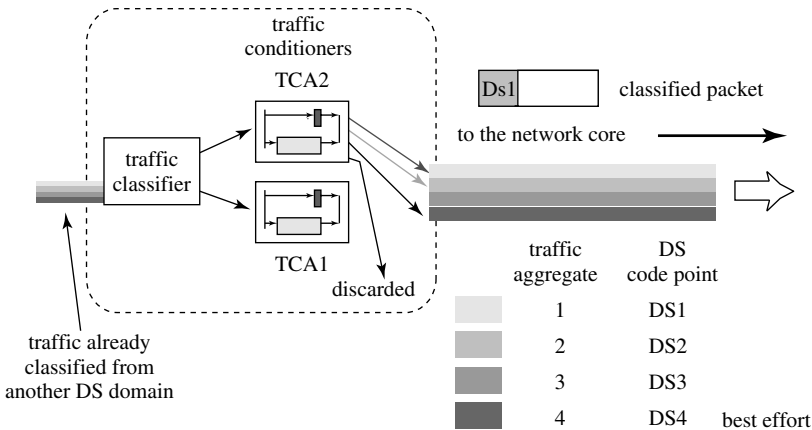 traffic
conditioners
TCA2
Ds1
classified packet
to the network core
traffic
classifier
TCA1
discarded
traffic already
classified from
another DS domain
traffic
aggregate
DS
code point
1 DS1
2 DS2
3 DS3
4 DS4 best effort